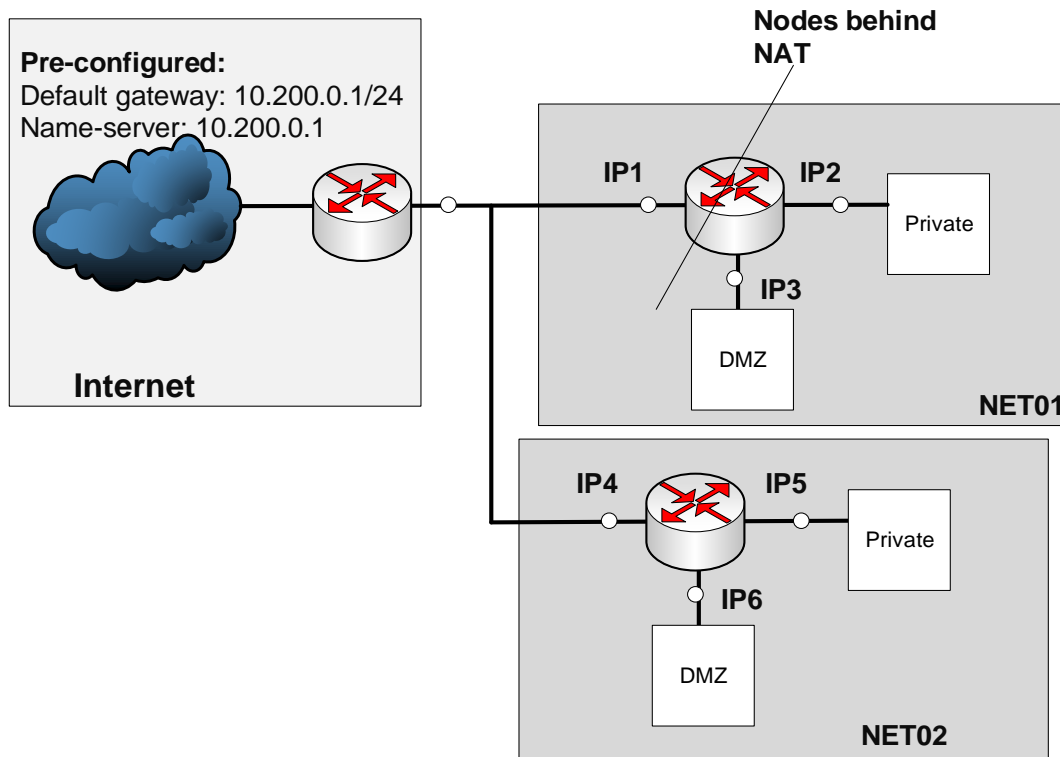 Nodes behind
NAT
Pre-configured:
Default gateway: 10.200.0.1/24
Name-server: 10.200.0.1
Internet
IP1
IP2
Private
IP3
DMZ
NET01
IP4
IP5
Private
IP6
DMZ
NET02